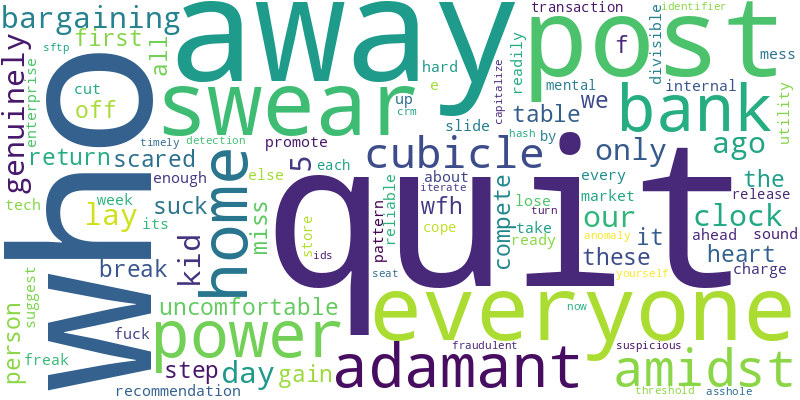 bargaining
away
post
transaction
identifier
first
all
who
sftp
genuinely
enterprise
cut
off
swear
hard
e
up
crm
capitalize
readily
f
divisible
mess
mental
we
internal
bank
utility
table
slide
by
hash
timely
detection
promote
return
scared
home
5
each
cubicle
only
ago
the
enough
else
about
iterate
wfh
compete
every
lose
market
release
tech
week
its
lay
suck
miss
kid
quit
pattern
reliable
cope
turn
take
ready
our
anomaly
it
clock
ahead
sound
these
heart
charge
yourself
break
store
ids
seat
suggest
person
uncomfortable
now
everyone
fuck
power
freak
step
day
gain
recommendation
fraudulent
adamant
suspicious
amidst
threshold
asshole